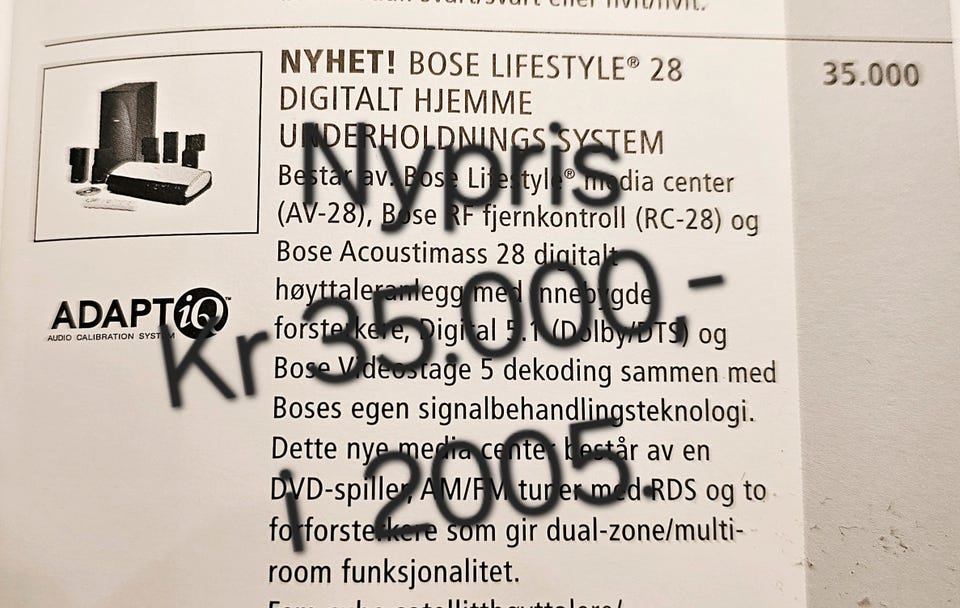 NYHET! BOSE LIFESTYLE® 28
35.000
DIGITALT HJEMME
UNDERHOLDNINGS SYSTEM
Består av: Bose Lifestyle® media center
(AV-28), Bose RF fjernkontroll (RC-28) og
Bose Acoustimass 28 digitalt
høyttaleranlegg med innebygde
forsterkere, Digital 5.1 (Dolby/DTS) og
Bose Videostage 5 dekoding sammen med
Boses egen signalbehandlingsteknologi.
Dette nye media center består av en
DVD-spiller, AM/FM tuner med RDS og to
forforsterkere som gir dual-zone/multi-
room funksjonalitet.
ADAPTiQ™
AUDIO CALIBRATION SYSTEM
Nypris
Kr 35.000,-
i 2005.